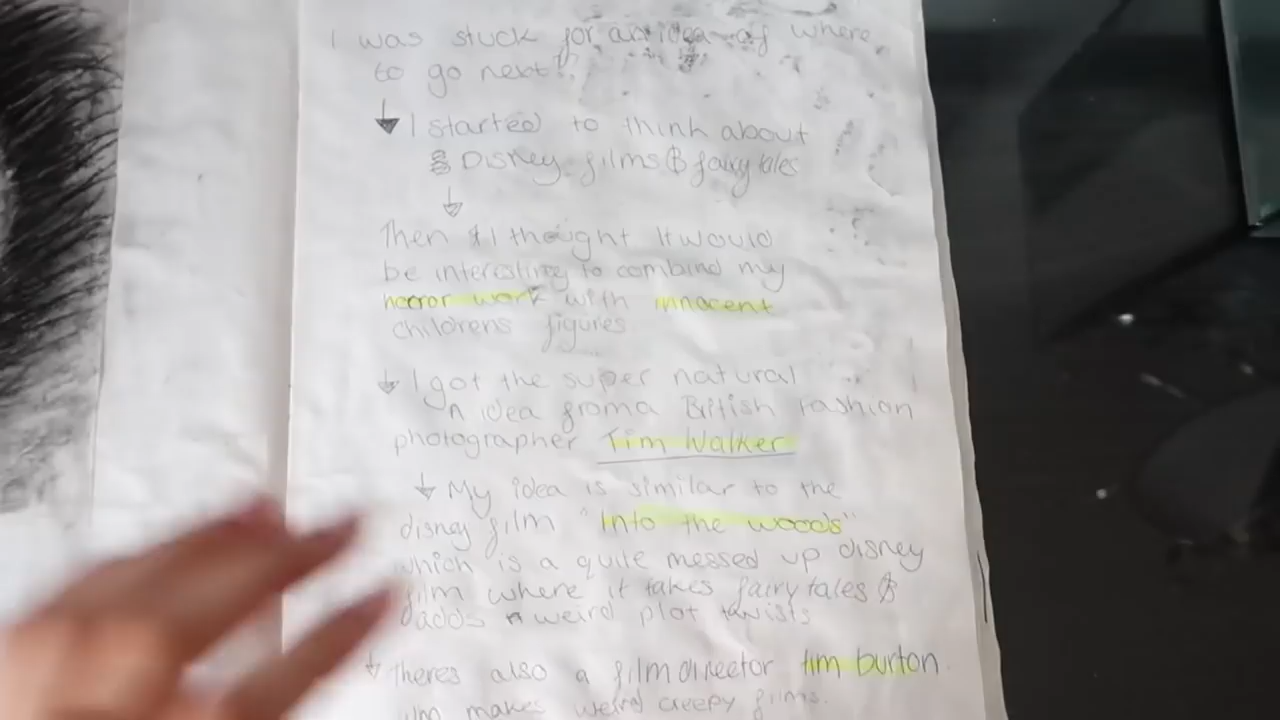 I was stuck for an idea of where
to go next!
I started to think about
Disney films & fairy tales
Then I thought It would
be interesting to combind my
horror work with innocent
childrens figures
I got the super natural
idea from a British Fashion
photographer Tim Walker
My idea is similar to the
disney film "Into the woods"
which is a quite messed up disney
film where it takes fairy tales &
adds weird plot twists
theres also a film director tim burton
who makes weird creepy films.